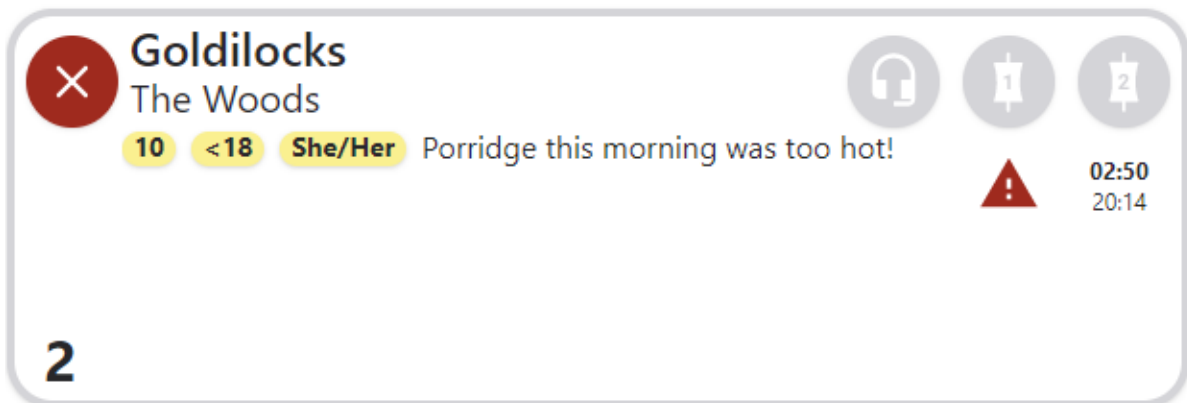 Goldilocks
The Woods
1 2
10 <18 She/Her Porridge this morning was too hot!
02:50
20:14
2